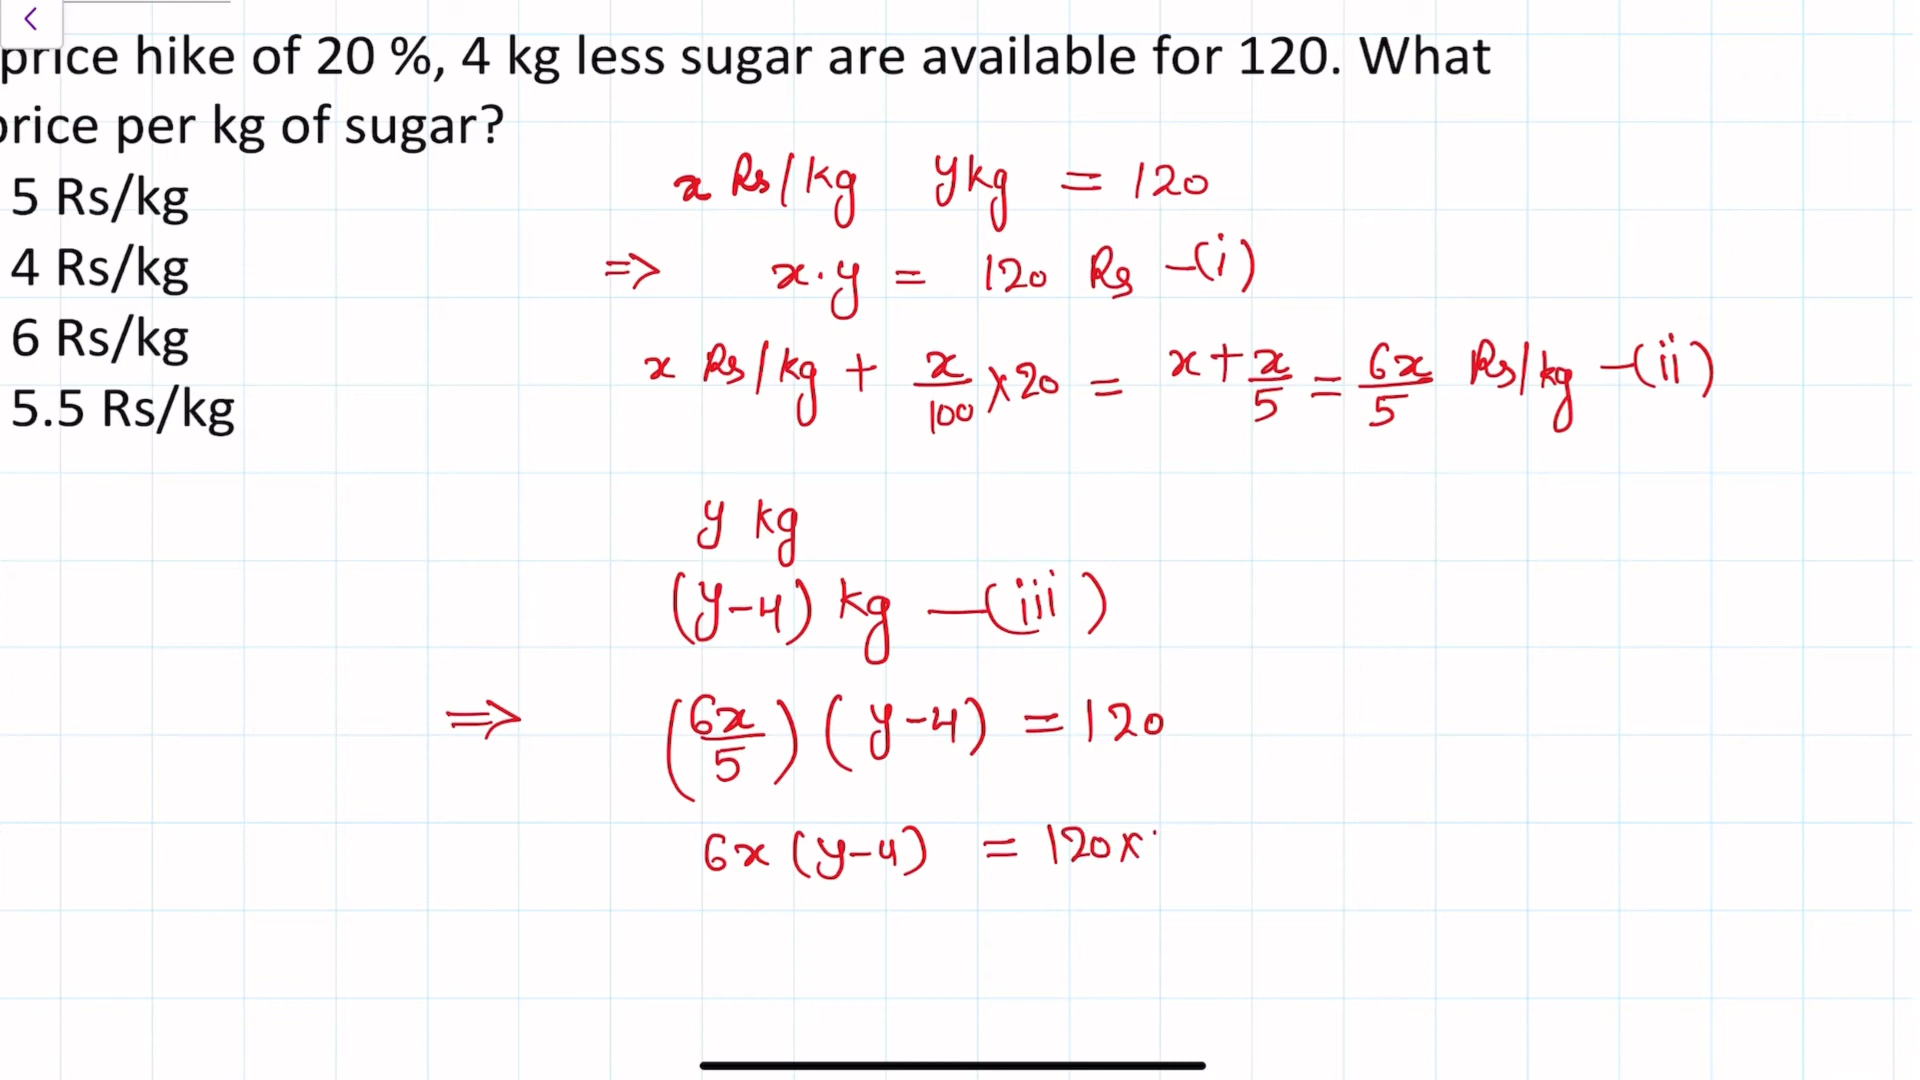 price hike of 20 %, 4 kg less sugar are available for 120. What
price per kg of sugar?
5 Rs/kg
4 Rs/kg
6 Rs/kg
5.5 Rs/kg
x Rs/kg y kg = 120
=> x·y = 120 Rs -(i)
x Rs/kg + x/100 × 20 = x + x/5 = 6x/5 Rs/kg -(ii)
y kg
(y-4) kg -(iii)
=> (6x/5) (y-4) = 120
6x (y-4) = 120×